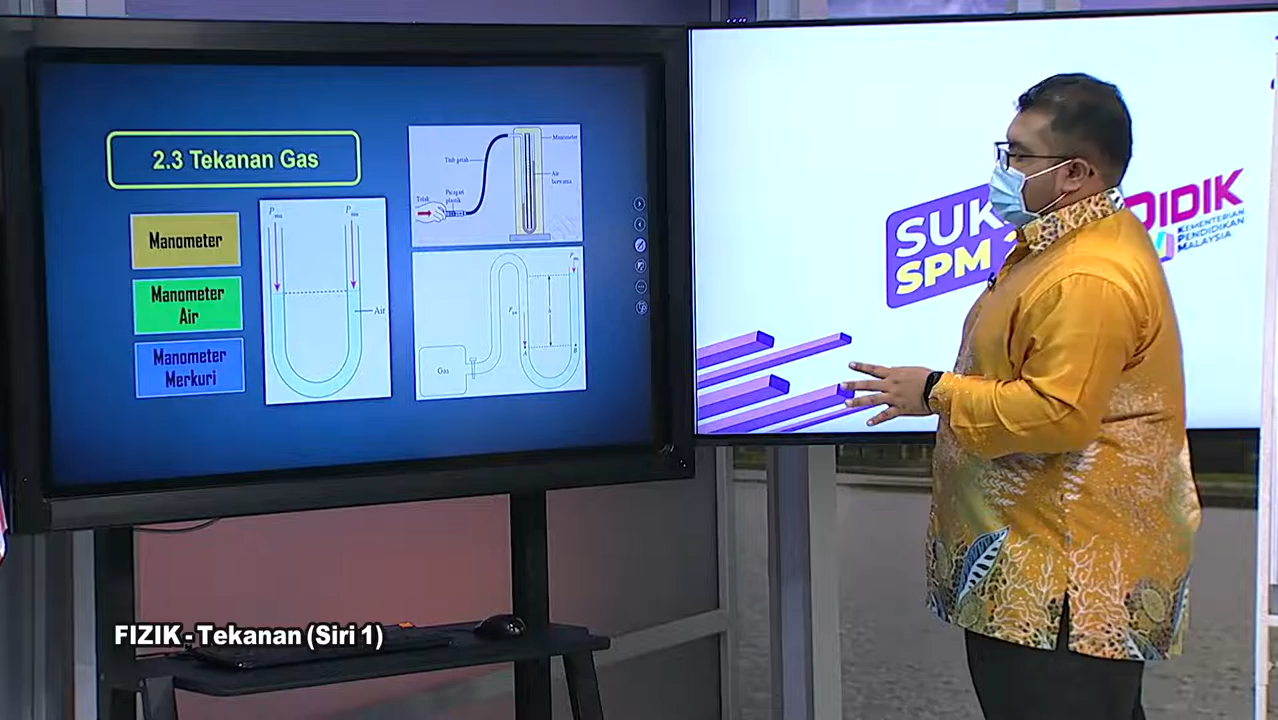 2.3 Tekanan Gas
Manometer
Manometer
Air
Manometer
Merkuri
Air
Manometer
Tiub getah
Air
berwarna
Tolak
Picagari
plastik
Gas
A
B
SPM
DIDIK
KEMENTERIAN
PENDIDIKAN
MALAYSIA
FIZIK - Tekanan (Siri 1)